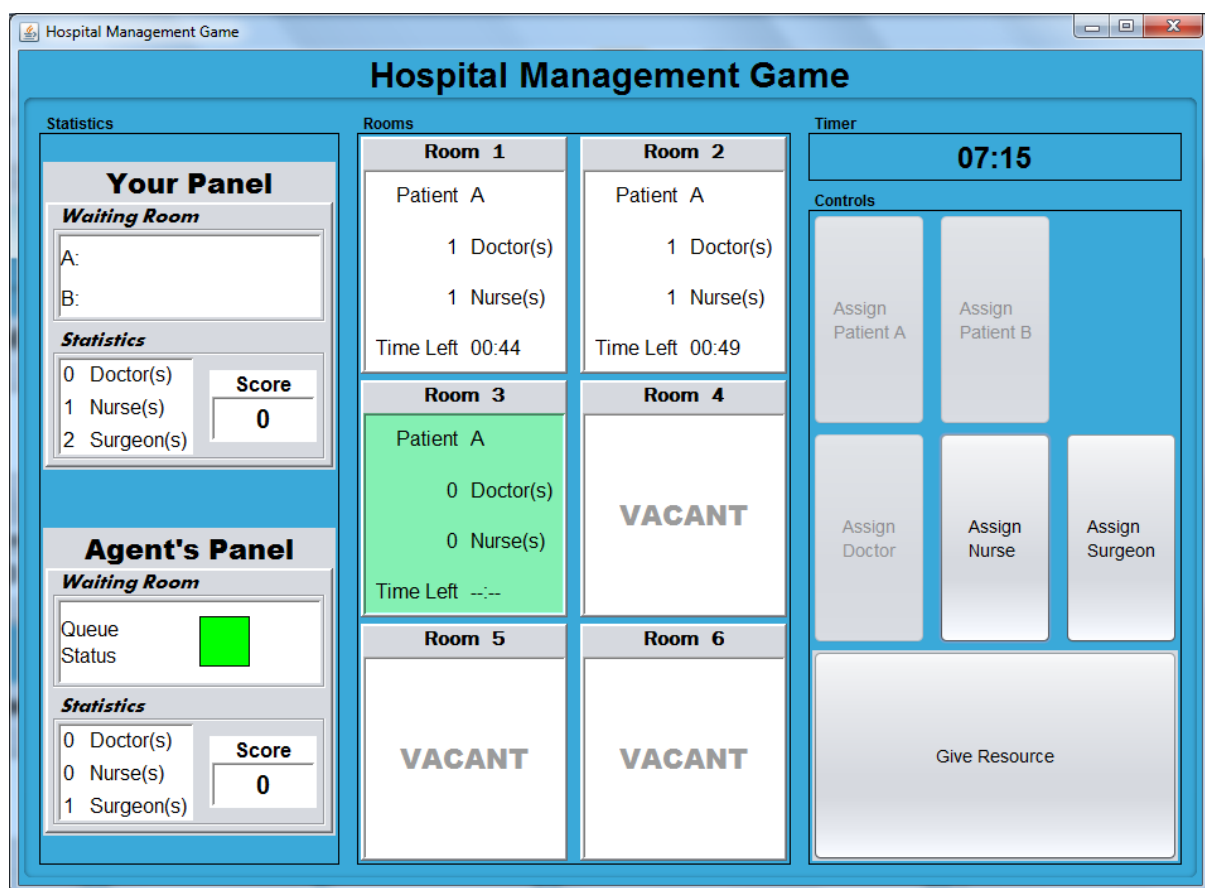 Hospital Management Game
Hospital Management Game
Statistics
Your Panel
Waiting Room
A:
B:
Statistics
0 Doctor(s)
1 Nurse(s)
2 Surgeon(s)
Score
0
Agent's Panel
Waiting Room
Queue
Status
Statistics
0 Doctor(s)
0 Nurse(s)
1 Surgeon(s)
Score
0
Rooms
Room 1
Patient A
1 Doctor(s)
1 Nurse(s)
Time Left 00:44
Room 2
Patient A
1 Doctor(s)
1 Nurse(s)
Time Left 00:49
Room 3
Patient A
0 Doctor(s)
0 Nurse(s)
Time Left --:--
Room 4
VACANT
Room 5
VACANT
Room 6
VACANT
Timer
07:15
Controls
Assign
Patient A
Assign
Patient B
Assign
Doctor
Assign
Nurse
Assign
Surgeon
Give Resource